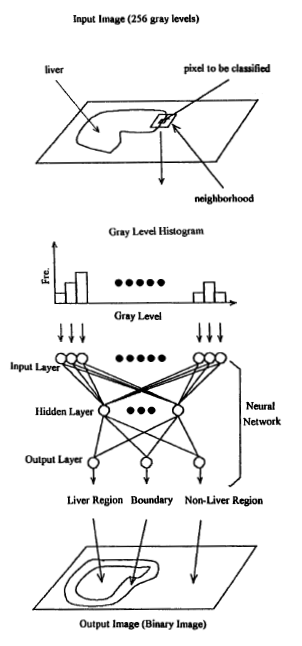 Input Image (256 gray levels)
liver
pixel to be classified
neighborhood
Gray Level Histogram
Fre.
Gray Level
Input Layer
Hidden Layer
Neural
Network
Output Layer
Liver Region Boundary Non-Liver Region
Output Image (Binary Image)